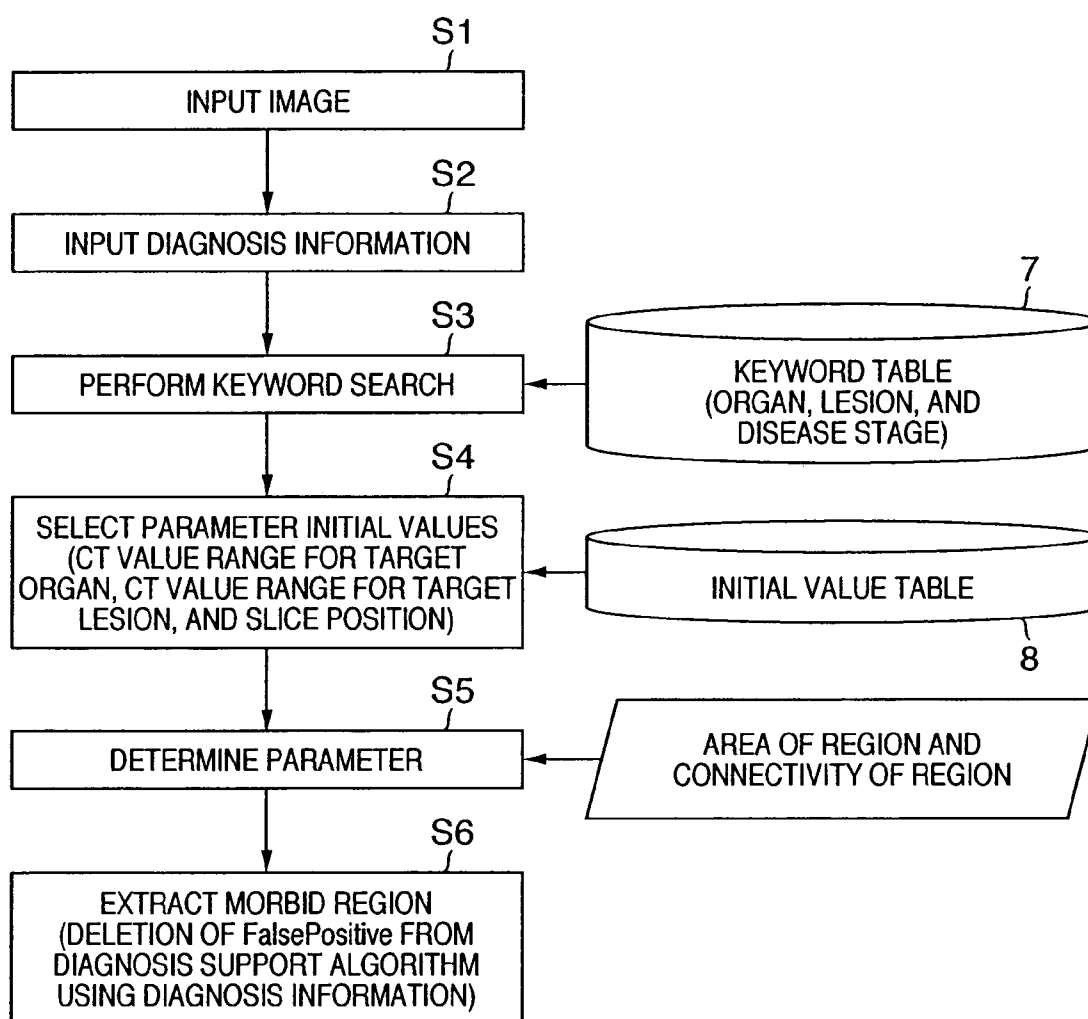 S1
INPUT IMAGE
S2
INPUT DIAGNOSIS INFORMATION
S3
PERFORM KEYWORD SEARCH
7
KEYWORD TABLE
(ORGAN, LESION, AND
DISEASE STAGE)
S4
SELECT PARAMETER INITIAL VALUES
(CT VALUE RANGE FOR TARGET
ORGAN, CT VALUE RANGE FOR TARGET
LESION, AND SLICE POSITION)
INITIAL VALUE TABLE
8
S5
DETERMINE PARAMETER
AREA OF REGION AND
CONNECTIVITY OF REGION
S6
EXTRACT MORBID REGION
(DELETION OF FalsePositive FROM
DIAGNOSIS SUPPORT ALGORITHM
USING DIAGNOSIS INFORMATION)